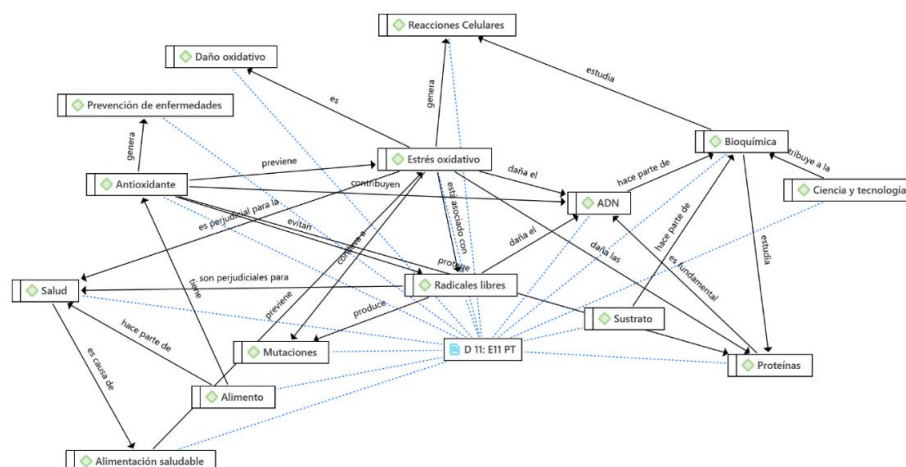 Reacciones Celulares
Daño oxidativo
estudia
es
genera
Prevención de enfermedades
Bioquímica
genera
previene
Estrés oxidativo
daña el
hace parte de
tribuye a la
Antioxidante
contribuyen
Ciencia y tecnología
ADN
es perjudicial para la
está asociado con
evitan
daña el
hace parte de
estudia
conlleva a
protege
daña las
es fundamental
tiene
son perjudiciales para
previene
Salud
Radicales libres
produce
Sustrato
hace parte de
Mutaciones
D 11: E11 PT
Proteínas
es causa de
Alimento
Alimentación saludable